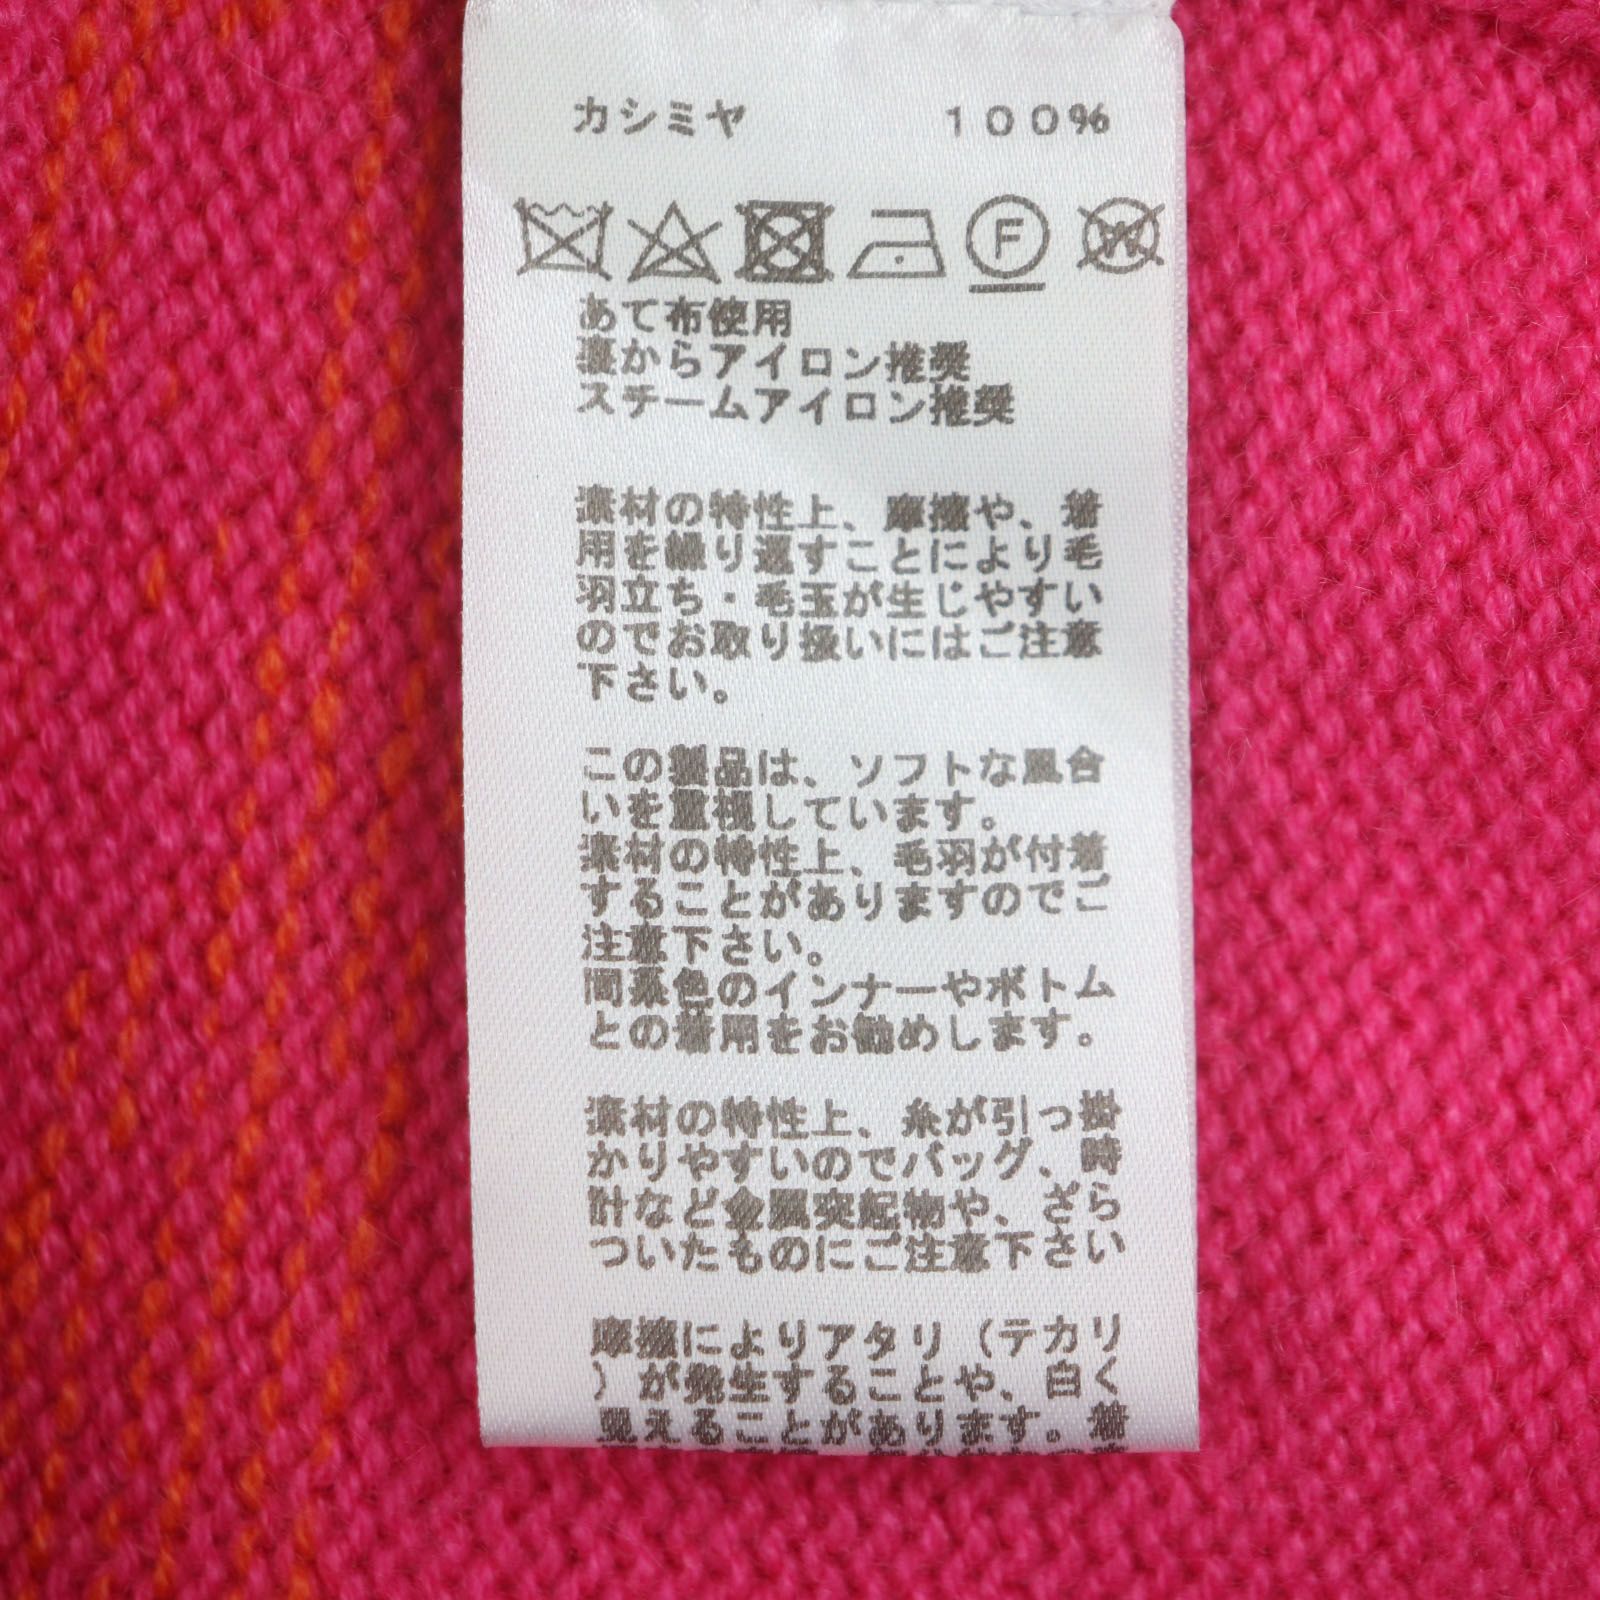 カシミヤ 100%
F W
あて布使用
裏からアイロン推奨
スチームアイロン推奨
素材の特性上、摩擦や、着
用を繰り返すことにより毛
羽立ち・毛玉が生じやすい
のでお取り扱いにはご注意
下さい。
この製品は、ソフトな風合
いを重視しています。
素材の特性上、毛羽が付着
することがありますのでご
注意下さい。
同系色のインナーやボトム
との着用をお勧めします。
素材の特性上、糸が引っ掛
かりやすいのでバッグ、時
計など金属突起物や、ざら
ついたものにご注意下さい
摩擦によりアタリ（テカリ
）が発生することや、白く
見えることがあります。着